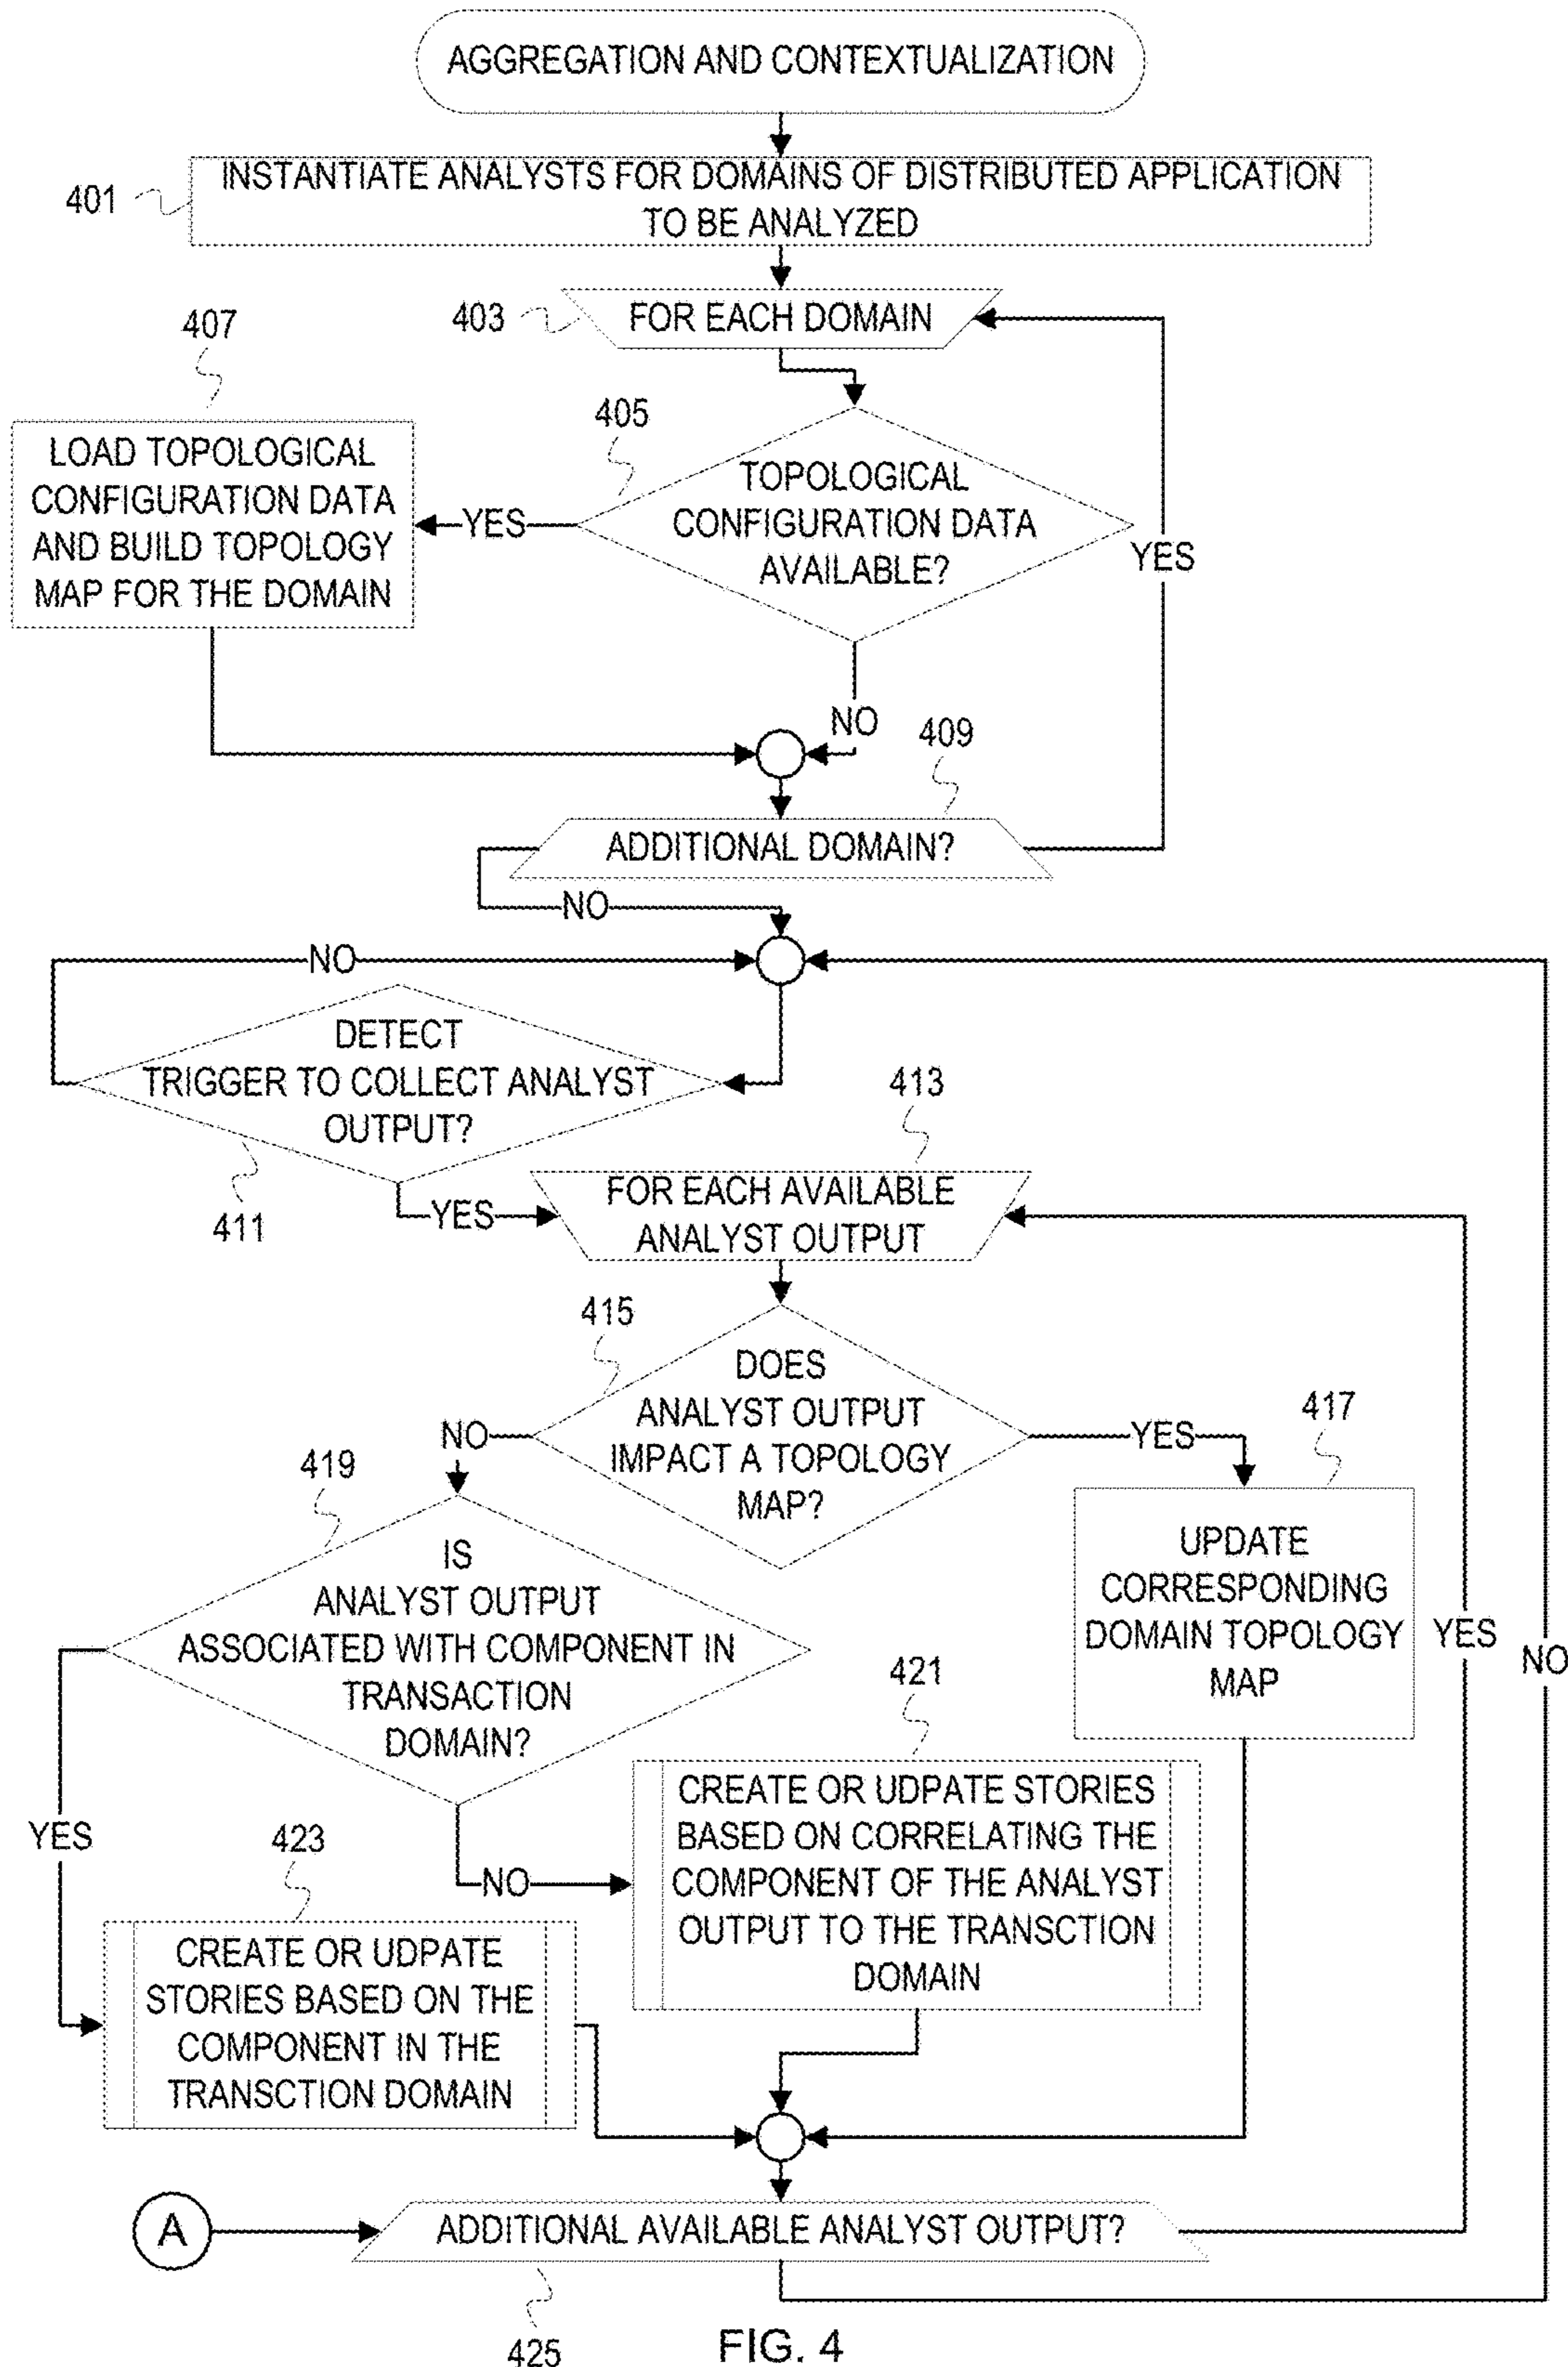 AGGREGATION AND CONTEXTUALIZATION
401
INSTANTIATE ANALYSTS FOR DOMAINS OF DISTRIBUTED APPLICATION
TO BE ANALYZED
403
FOR EACH DOMAIN
407
405
LOAD TOPOLOGICAL
CONFIGURATION DATA
AND BUILD TOPOLOGY
MAP FOR THE DOMAIN
YES
TOPOLOGICAL
CONFIGURATION DATA
AVAILABLE?
YES
NO
409
ADDITIONAL DOMAIN?
NO
NO
DETECT
TRIGGER TO COLLECT ANALYST
OUTPUT?
411
YES
413
FOR EACH AVAILABLE
ANALYST OUTPUT
415
DOES
ANALYST OUTPUT
IMPACT A TOPOLOGY
MAP?
NO
YES
417
419
IS
ANALYST OUTPUT
ASSOCIATED WITH COMPONENT IN
TRANSACTION
DOMAIN?
UPDATE
CORRESPONDING
DOMAIN TOPOLOGY
MAP
YES
NO
421
YES
423
NO
CREATE OR UDPATE STORIES
BASED ON CORRELATING THE
COMPONENT OF THE ANALYST
OUTPUT TO THE TRANSCTION
DOMAIN
CREATE OR UDPATE
STORIES BASED ON THE
COMPONENT IN THE
TRANSCTION DOMAIN
A
ADDITIONAL AVAILABLE ANALYST OUTPUT?
425
FIG. 4